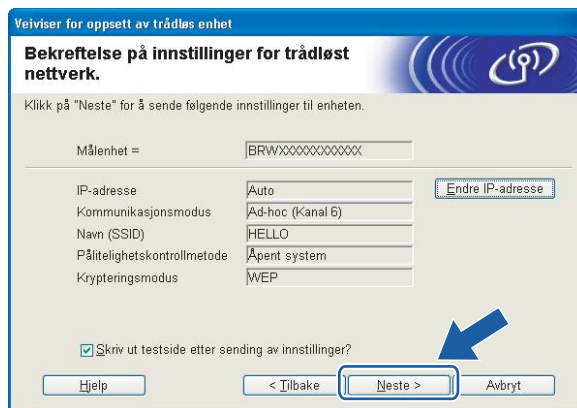 Veiviser for oppsett av trådløs enhet
Bekreftelse på innstillinger for trådløst
nettverk.
Klikk på "Neste" for å sende følgende innstillinger til enheten.
Målenhet =
BRWXXXXXXXXXXX
IP-adresse
Auto
Endre IP-adresse
Kommunikasjonsmodus
Ad-hoc (Kanal 6)
Navn (SSID)
HELLO
Pålitelighetskontrollmetode
Åpent system
Krypteringsmodus
WEP
Skriv ut testside etter sending av innstillinger?
Hjelp
< Tilbake
Neste >
Avbryt